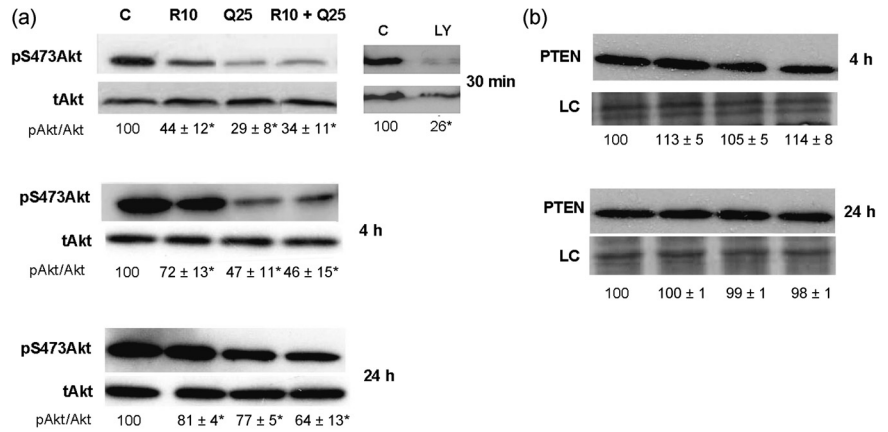 (a)
C R10 Q25 R10 + Q25
pS473Akt
tAkt
pAkt/Akt 100 44 ± 12* 29 ± 8* 34 ± 11*
C LY
100 26*
30 min
pS473Akt
tAkt
pAkt/Akt 100 72 ± 13* 47 ± 11* 46 ± 15*
4 h
pS473Akt
tAkt
pAkt/Akt 100 81 ± 4* 77 ± 5* 64 ± 13*
24 h
(b)
PTEN
LC
100 113 ± 5 105 ± 5 114 ± 8
4 h
PTEN
LC
100 100 ± 1 99 ± 1 98 ± 1
24 h